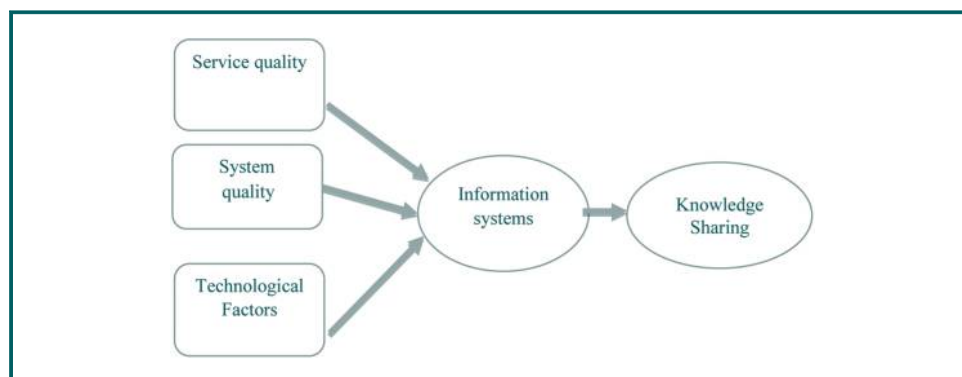 Service quality
System
quality
Technological
Factors
Information
systems
Knowledge
Sharing